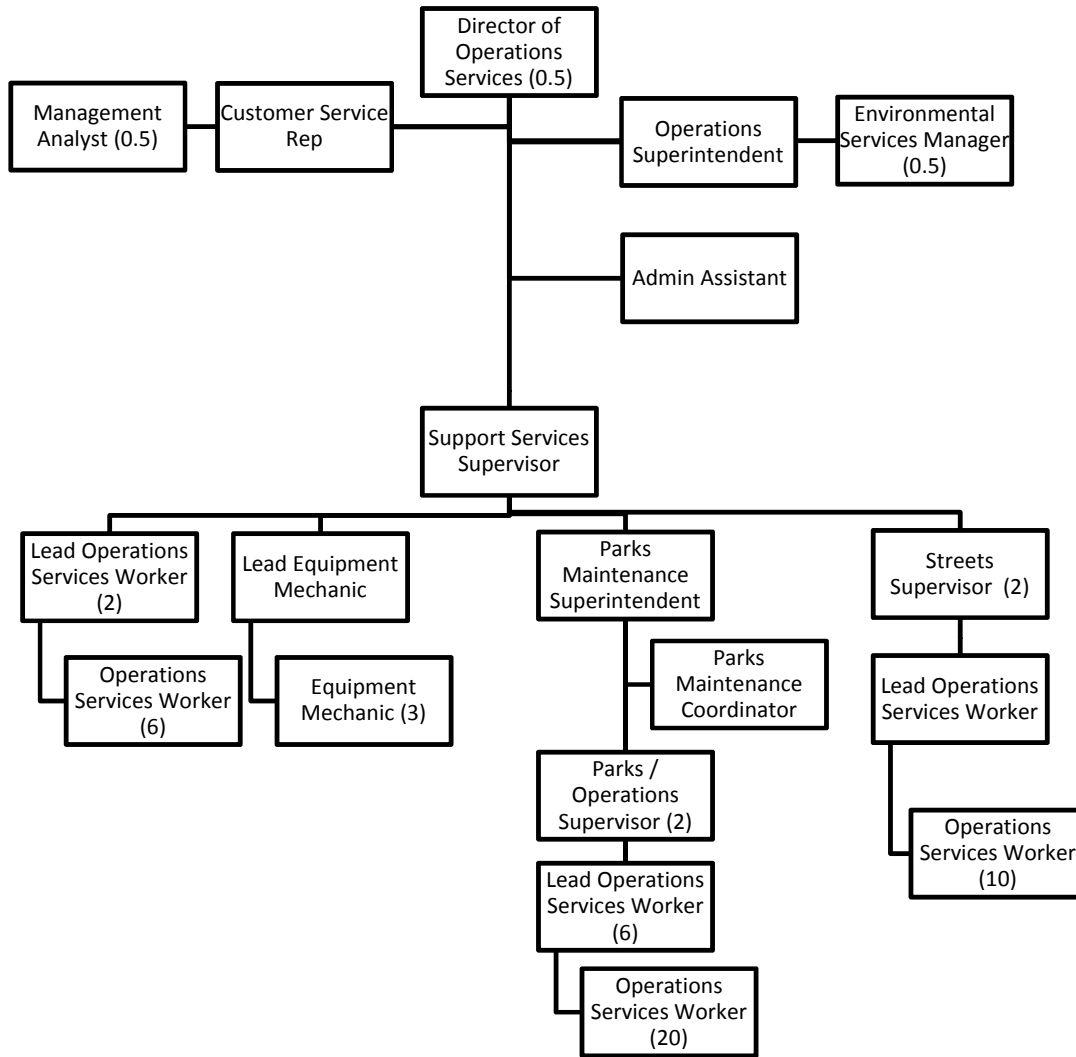 Director of
Operations
Services (0.5)
Management
Analyst (0.5)
Customer Service
Rep
Operations
Superintendent
Environmental
Services Manager
(0.5)
Admin Assistant
Support Services
Supervisor
Lead Operations
Services Worker
(2)
Lead Equipment
Mechanic
Parks
Maintenance
Superintendent
Streets
Supervisor  (2)
Operations
Services Worker
(6)
Equipment
Mechanic (3)
Parks
Maintenance
Coordinator
Lead Operations
Services Worker
Parks /
Operations
Supervisor (2)
Operations
Services Worker
(10)
Lead Operations
Services Worker
(6)
Operations
Services Worker
(20)